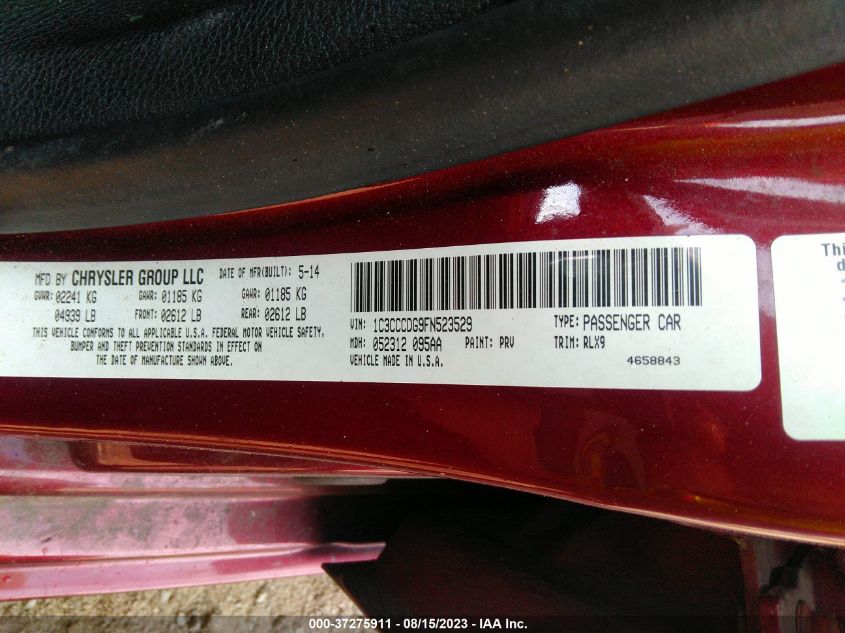 MFD BY CHRYSLER GROUP LLC DATE OF MFR(BUILT): 5-14
GVWR: 02241 KG GAWR: 01185 KG GAWR: 01185 KG
04939 LB FRONT: 02612 LB REAR: 02612 LB
THIS VEHICLE CONFORMS TO ALL APPLICABLE U.S.A. FEDERAL MOTOR VEHICLE SAFETY,
BUMPER AND THEFT PREVENTION STANDARDS IN EFFECT ON
THE DATE OF MANUFACTURE SHOWN ABOVE.
VIN: 1C3CCCDG9FN523529 TYPE: PASSENGER CAR
MDH: 052312 095AA PAINT: PRV TRIM: RLX9
VEHICLE MADE IN U.S.A. 4658843
This
d
000-37275911 - 08/15/2023 - IAA Inc.